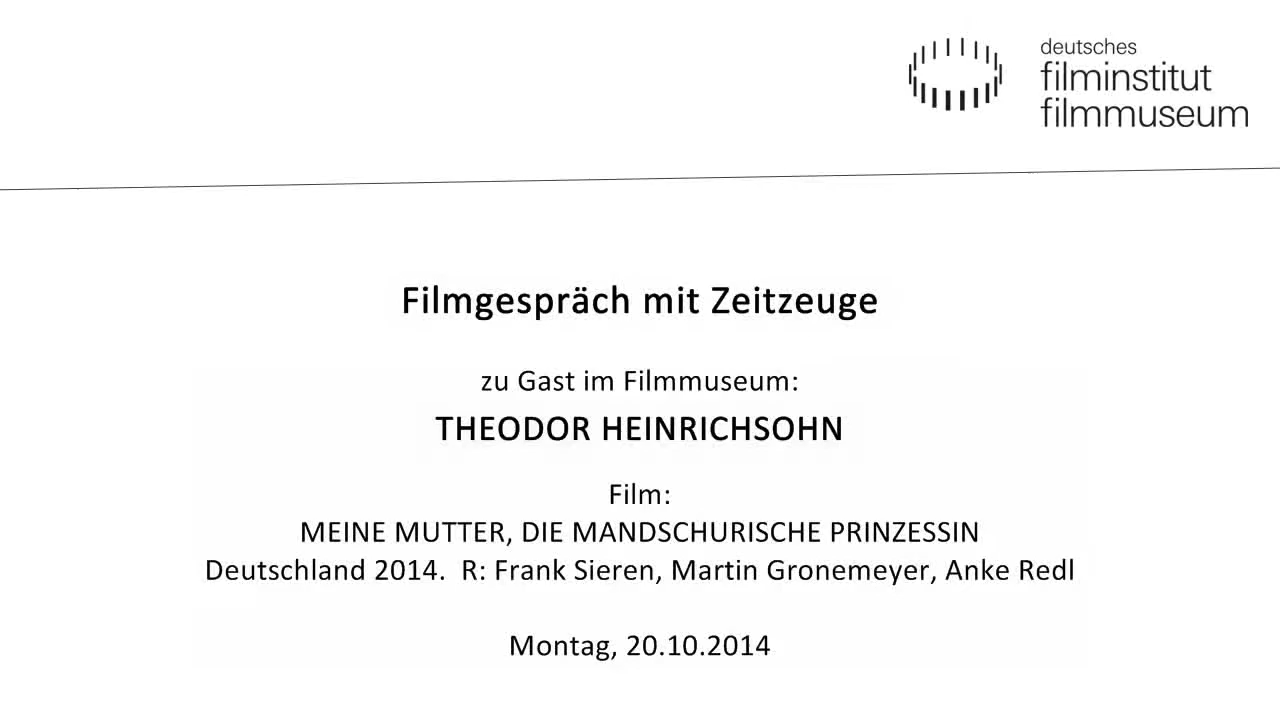 deutsches
filminstitut
filmmuseum
Filmgespräch mit Zeitzeuge
zu Gast im Filmmuseum:
THEODOR HEINRICHSOHN
Film:
MEINE MUTTER, DIE MANDSCHURISCHE PRINZESSIN
Deutschland 2014.  R: Frank Sieren, Martin Gronemeyer, Anke Redl
Montag, 20.10.2014